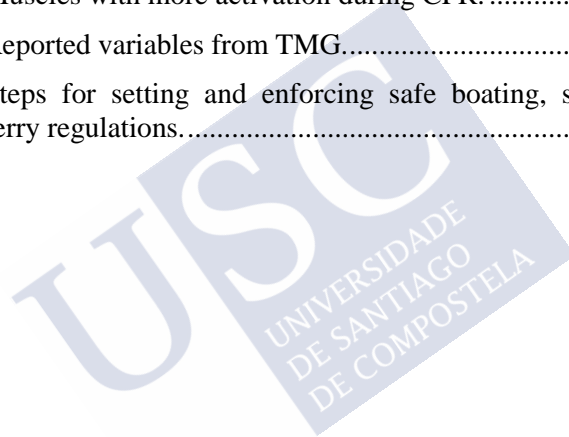 Muscles with more activation during CPR. .............
Reported variables from TMG. .............................
teps for setting and enforcing safe boating, s
erry regulations. ...............................................
USC
UNIVERSIDADE
DE SANTIAGO
DE COMPOSTELA